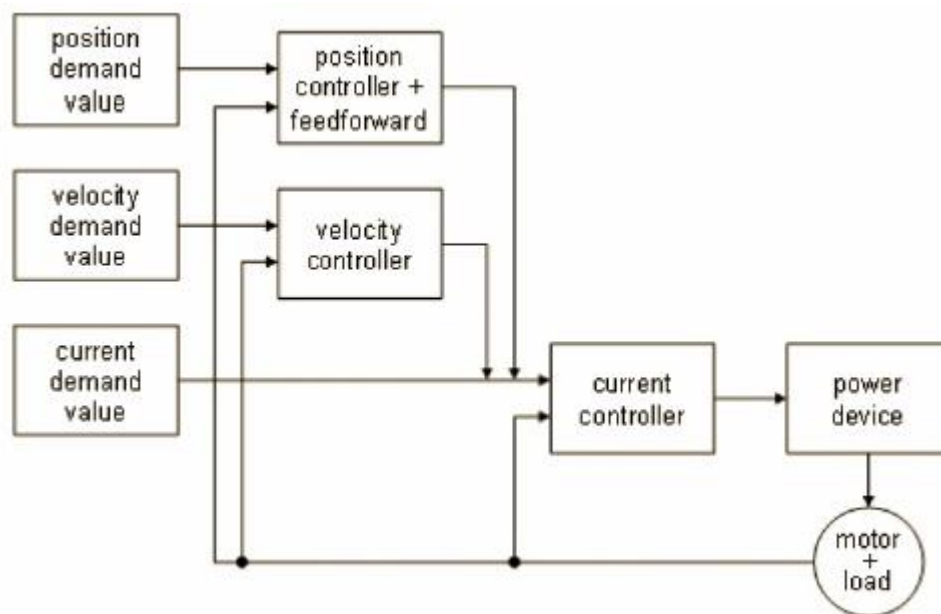 position
demand
value
position
controller +
feedforward
velocity
demand
value
velocity
controller
current
demand
value
current
controller
power
device
motor
+
load